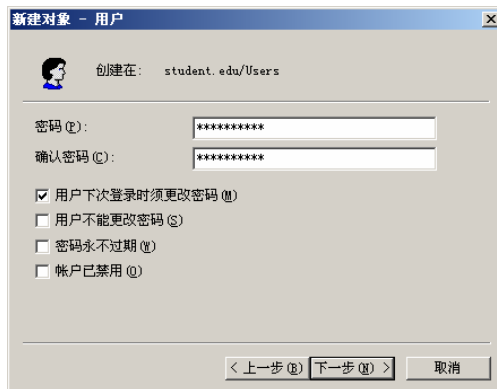 新建对象 - 用户
创建在: student.edu/Users
密码(P): **********
确认密码(C): **********
用户下次登录时须更改密码(M)
用户不能更改密码(S)
密码永不过期(W)
帐户已禁用(O)
< 上一步(B) 下一步(N) > 取消